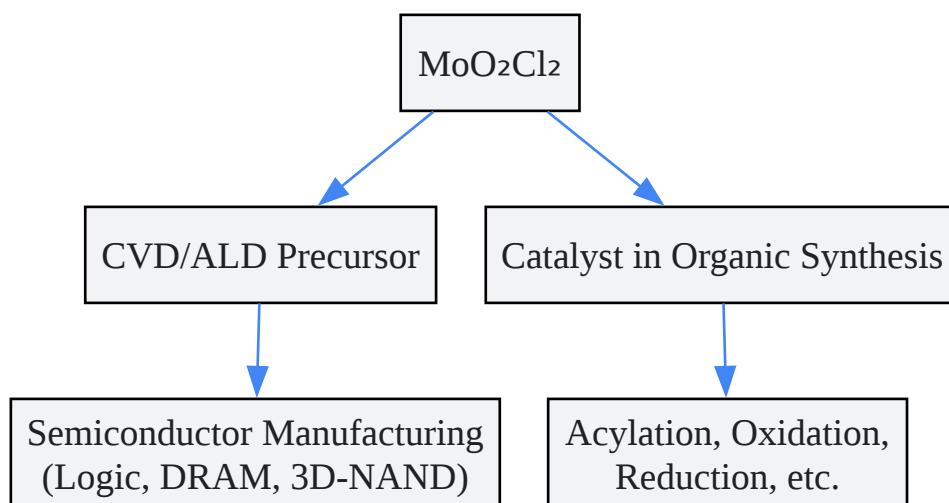 MoO₂Cl₂
CVD/ALD Precursor
Catalyst in Organic Synthesis
Semiconductor Manufacturing
(Logic, DRAM, 3D-NAND)
Acylation, Oxidation,
Reduction, etc.